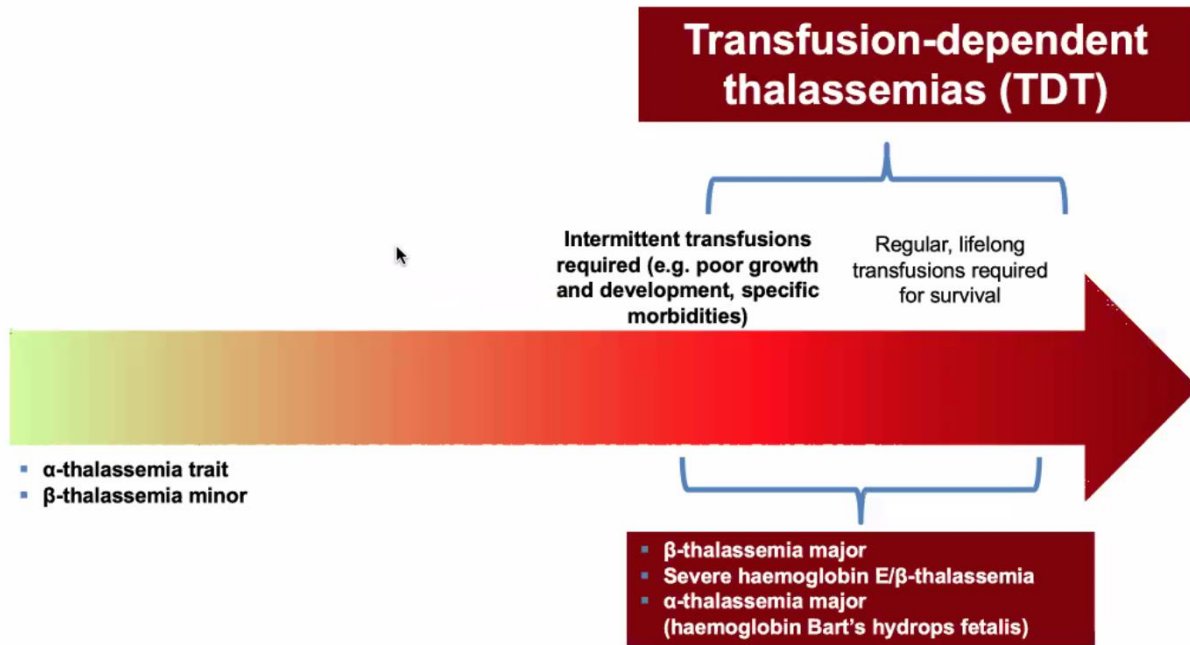 Transfusion-dependent
thalassemias (TDT)
Intermittent transfusions
required (e.g. poor growth
and development, specific
morbidities)
Regular, lifelong
transfusions required
for survival
▪ α-thalassemia trait
▪ β-thalassemia minor
▪ β-thalassemia major
▪ Severe haemoglobin E/β-thalassemia
▪ α-thalassemia major
(haemoglobin Bart's hydrops fetalis)